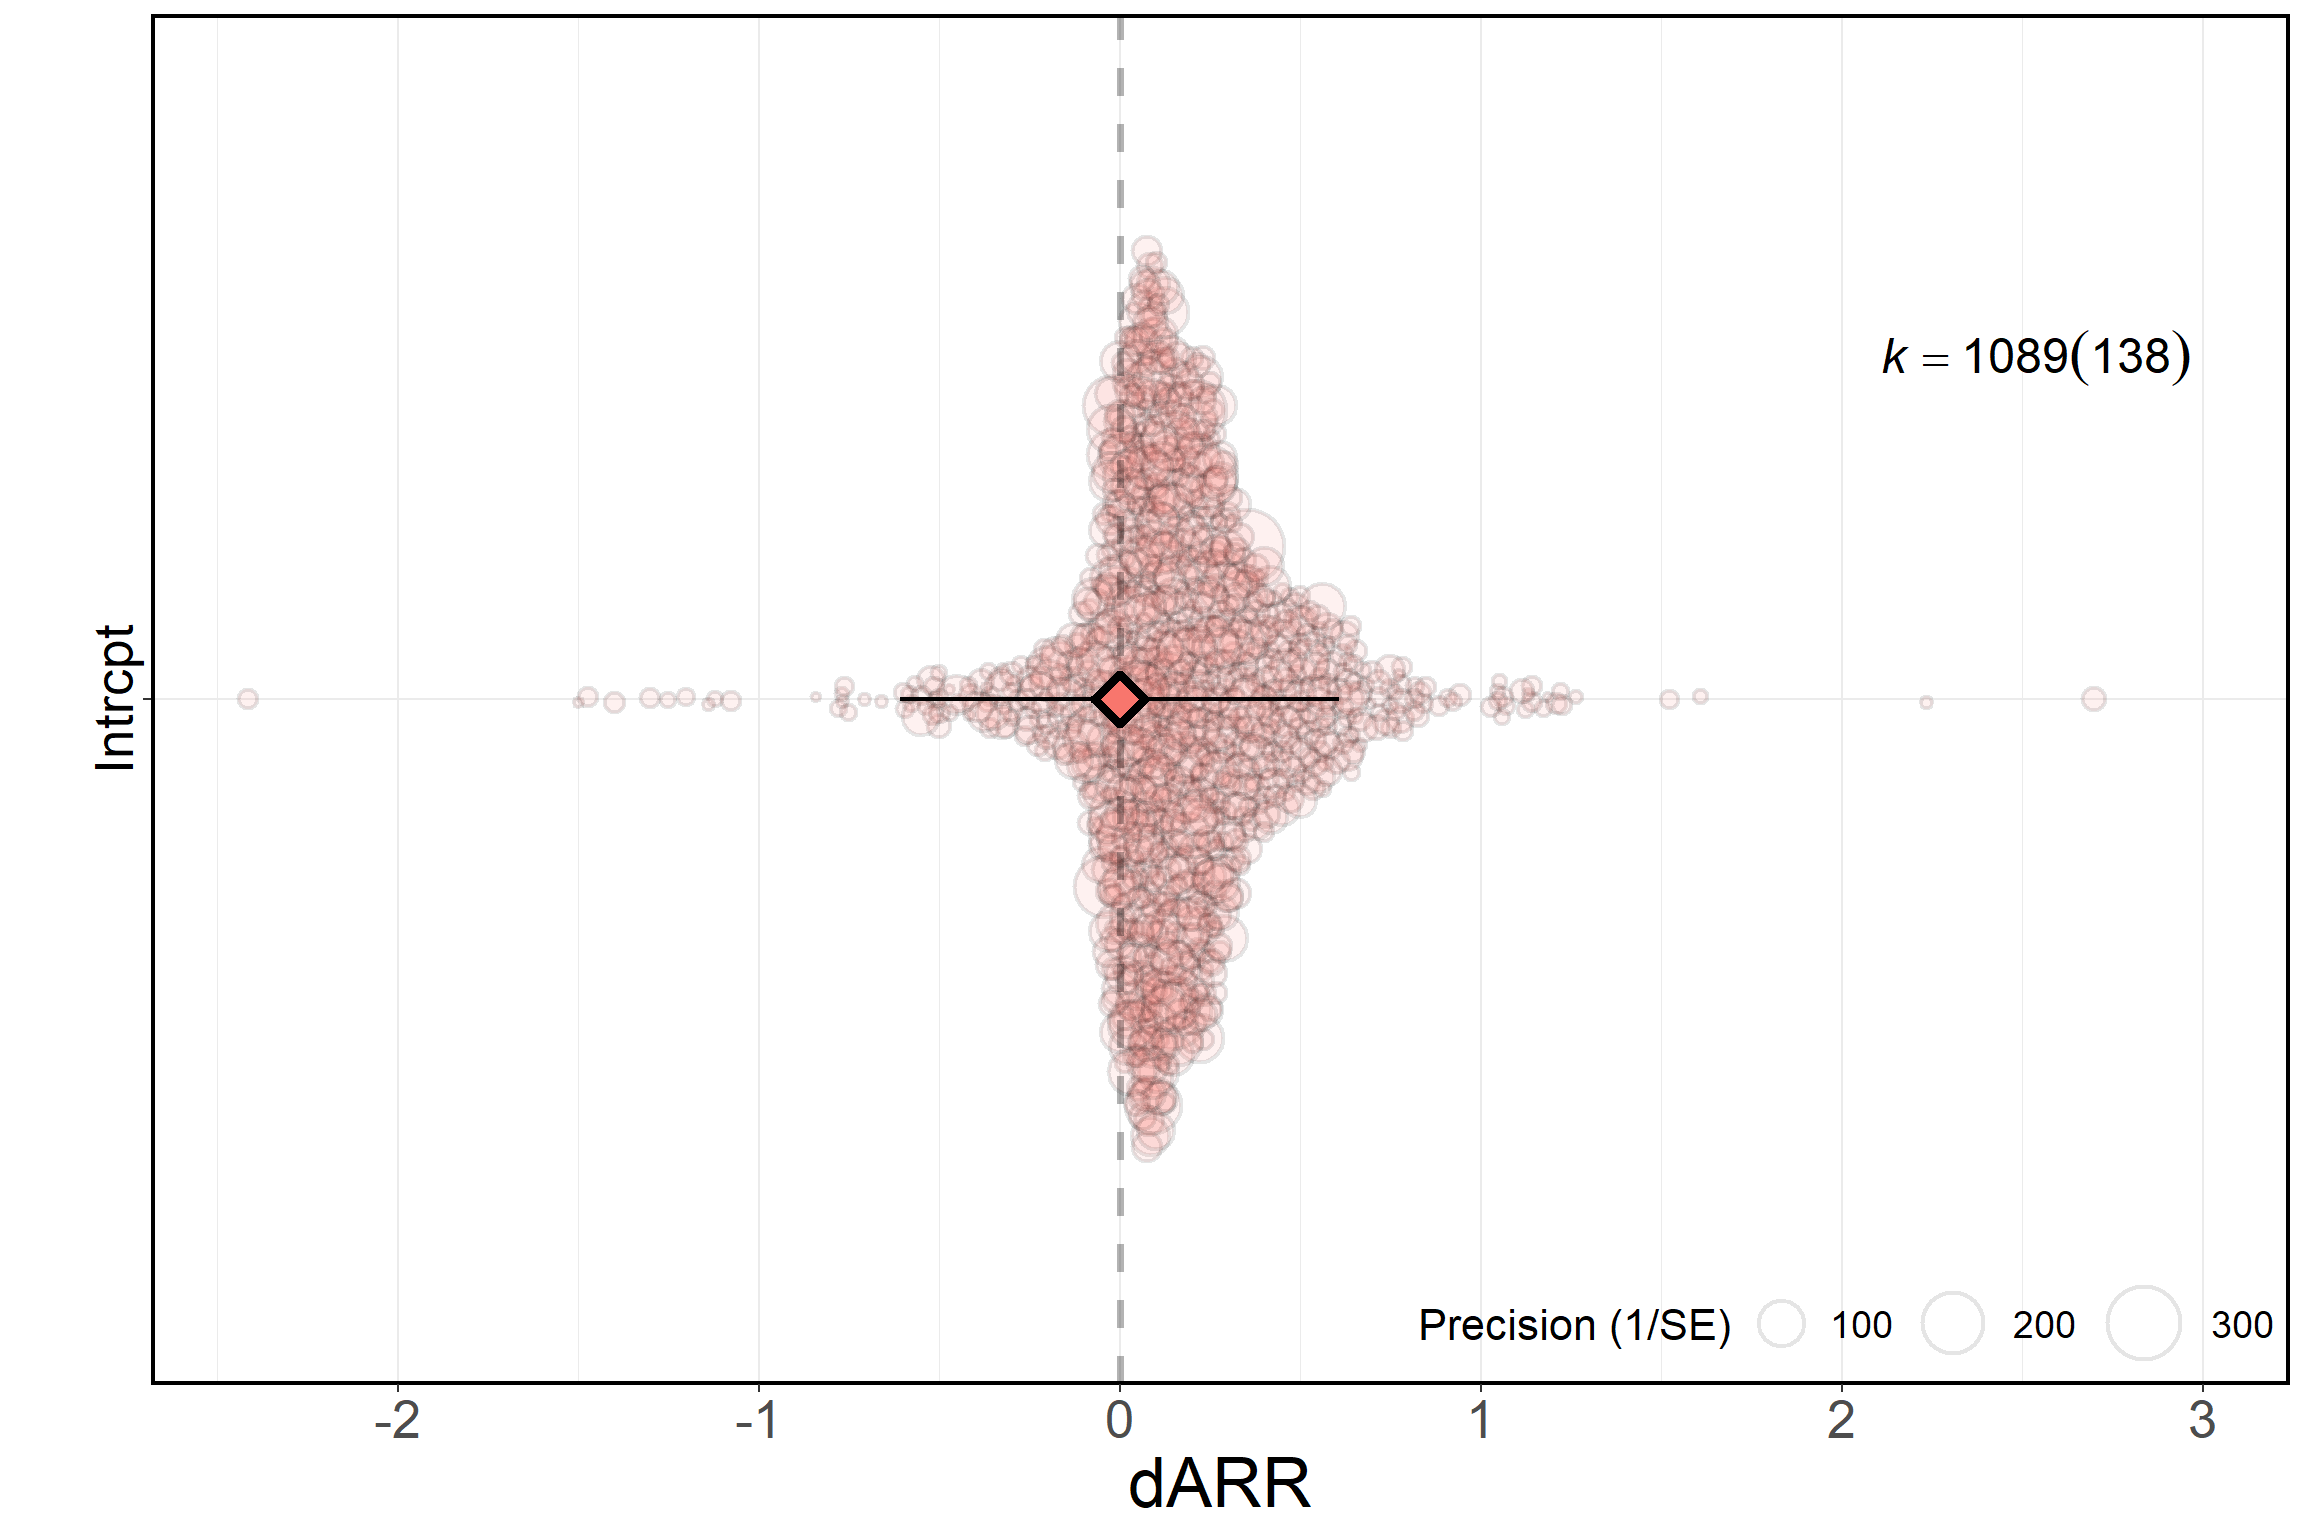 k = 1089(138)
Intrcpt
Precision (1/SE) 100 200 300
-2 -1 0 1 2 3
dARR